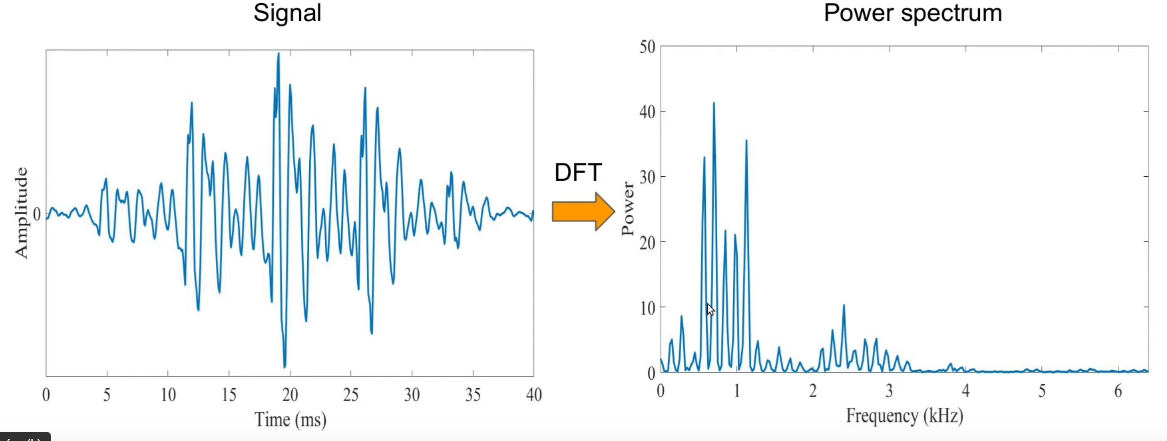 Signal
Amplitude
0
0 5 10 15 20 25 30 35 40
Time (ms)
DFT
Power spectrum
Power
50
40
30
20
10
0
0 1 2 3 4 5 6
Frequency (kHz)